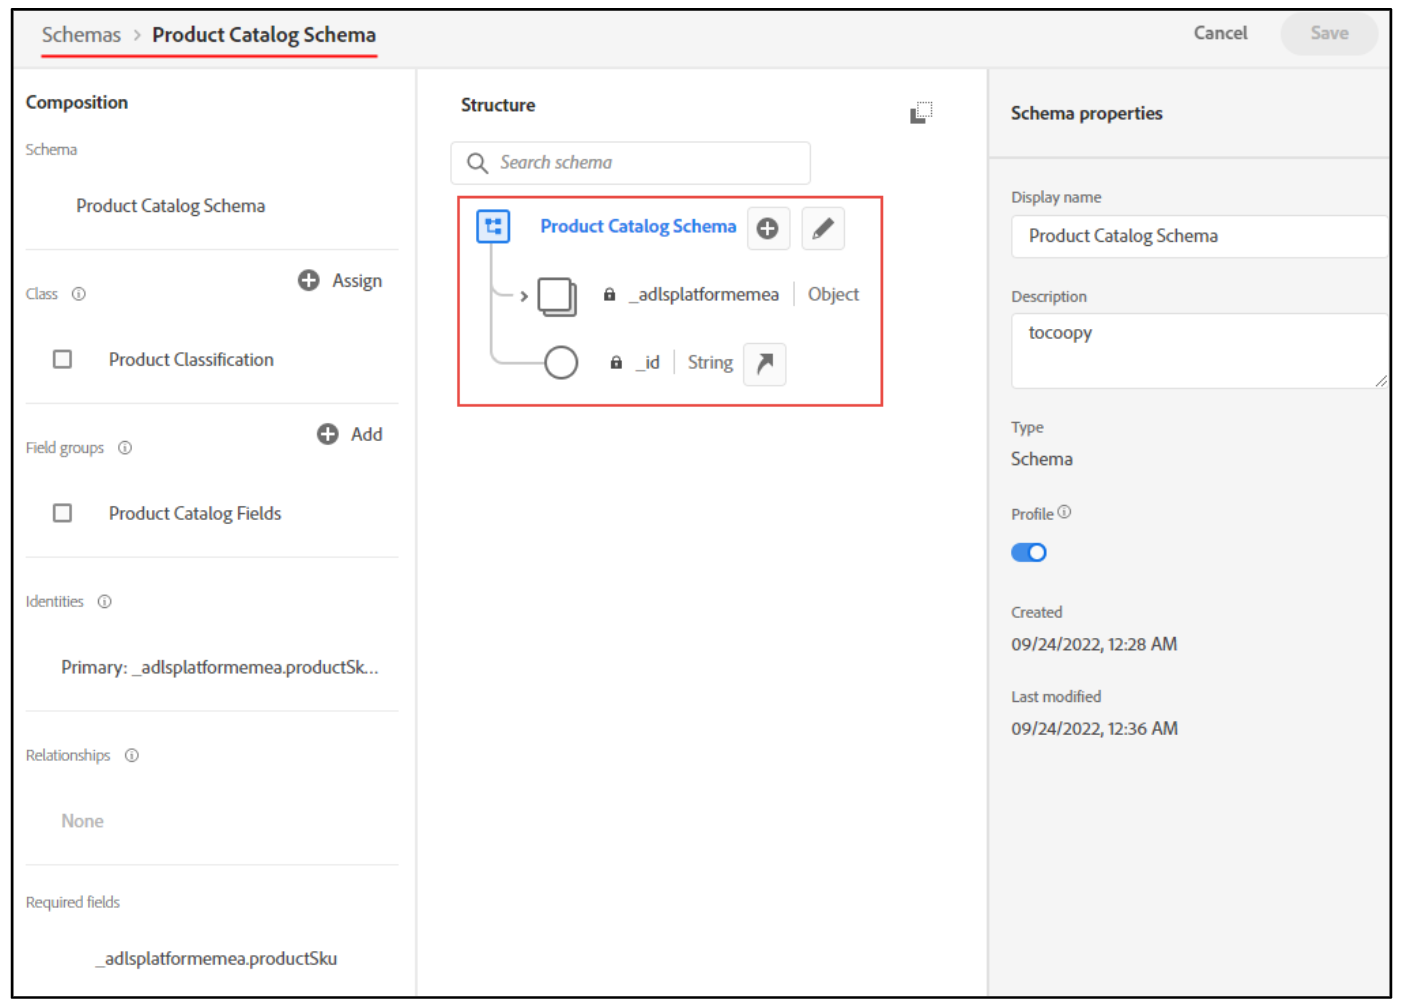 Schemas > Product Catalog Schema
Cancel
Save
Composition
Schema
Product Catalog Schema
Class
Assign
Product Classification
Field groups
Add
Product Catalog Fields
Identities
Primary: _adlsplatformemea.productSk...
Relationships
None
Required fields
_adlsplatformemea.productSku
Structure
Search schema
Product Catalog Schema
_adlsplatformemea | Object
_id | String
Schema properties
Display name
Product Catalog Schema
Description
tocoopy
Type
Schema
Profile
Created
09/24/2022, 12:28 AM
Last modified
09/24/2022, 12:36 AM